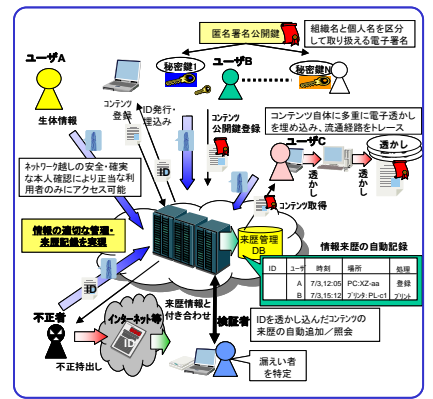 匿名署名公開鍵
組織名と個人名を区分
して取り扱える電子署名
ユーザA
秘密鍵1
ユーザB
秘密鍵N
生体情報
コンテンツ
登録
ID発行・
埋込み
コンテンツ
公開鍵登録
コンテンツ自体に多重に電子透かし
を埋め込み、流通経路をトレース
ユーザC
透かし
透かし
透かし
コンテンツ取得
ネットワーク越しの安全・確実
な本人確認により正当な利
用者のみにアクセス可能
ID
情報の適切な管理・
来歴記録を実現
来歴管理
DB
情報来歴の自動記録
ID ユーザ 時刻 場所 処理
A 7/3,12:05 PC:XZ-aa 登録
B 7/3,15:12 プリンタ:PL-c1 プリント
ID
不正者
インターネット等
ID
不正持出し
来歴情報と
付き合わせ
検証者
IDを透かし込んだコンテンツの
来歴の自動追加/照会
漏えい者
を特定